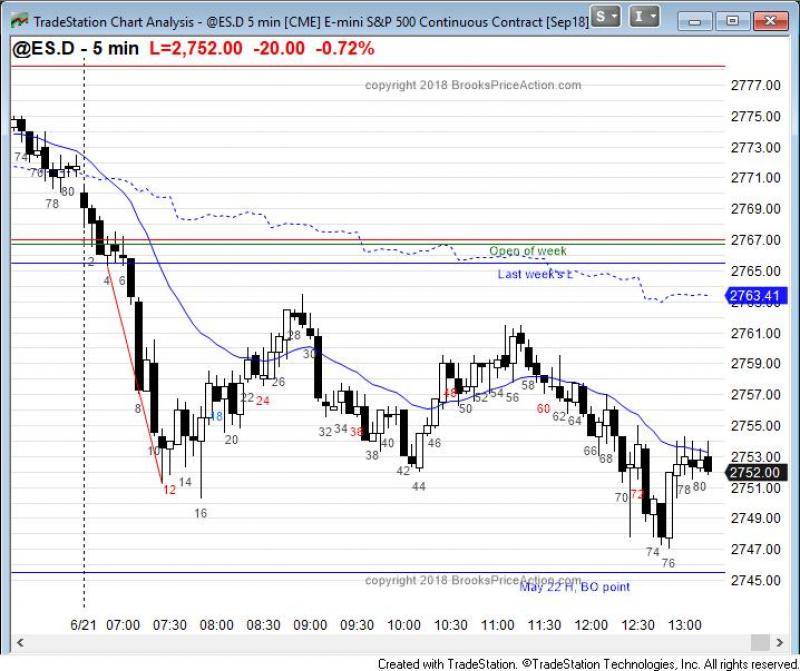 TradeStation Chart Analysis - @ES.D 5 min [CME] E-mini S&P 500 Continuous Contract [Sep18]
S
I
@ES.D - 5 min L=2,752.00 -20.00 -0.72%
copyright 2018 BrooksPriceAction.com
2777.00
2775.00
2773.00
2771.00
2769.00
2767.00
2765.00
2763.41
2761.00
2759.00
2757.00
2755.00
2753.00
2752.00
2751.00
2749.00
2747.00
2745.00
Open of week
Last week's L
74 76 78 80
2 4 6 8 10 12 14 16 18 20 22 24 26 28 30 32 34 36 38 40 42 44 46 48 50 52 54 56 58 60 62 64 66 68 70 72 74 76 78 80
copyright 2018 BrooksPriceAction.com
May 22 H, BO point
6/21 07:00 07:30 08:00 08:30 09:00 09:30 10:00 10:30 11:00 11:30 12:00 12:30 13:00
Created with TradeStation. ©TradeStation Technologies, Inc. All rights reserved.